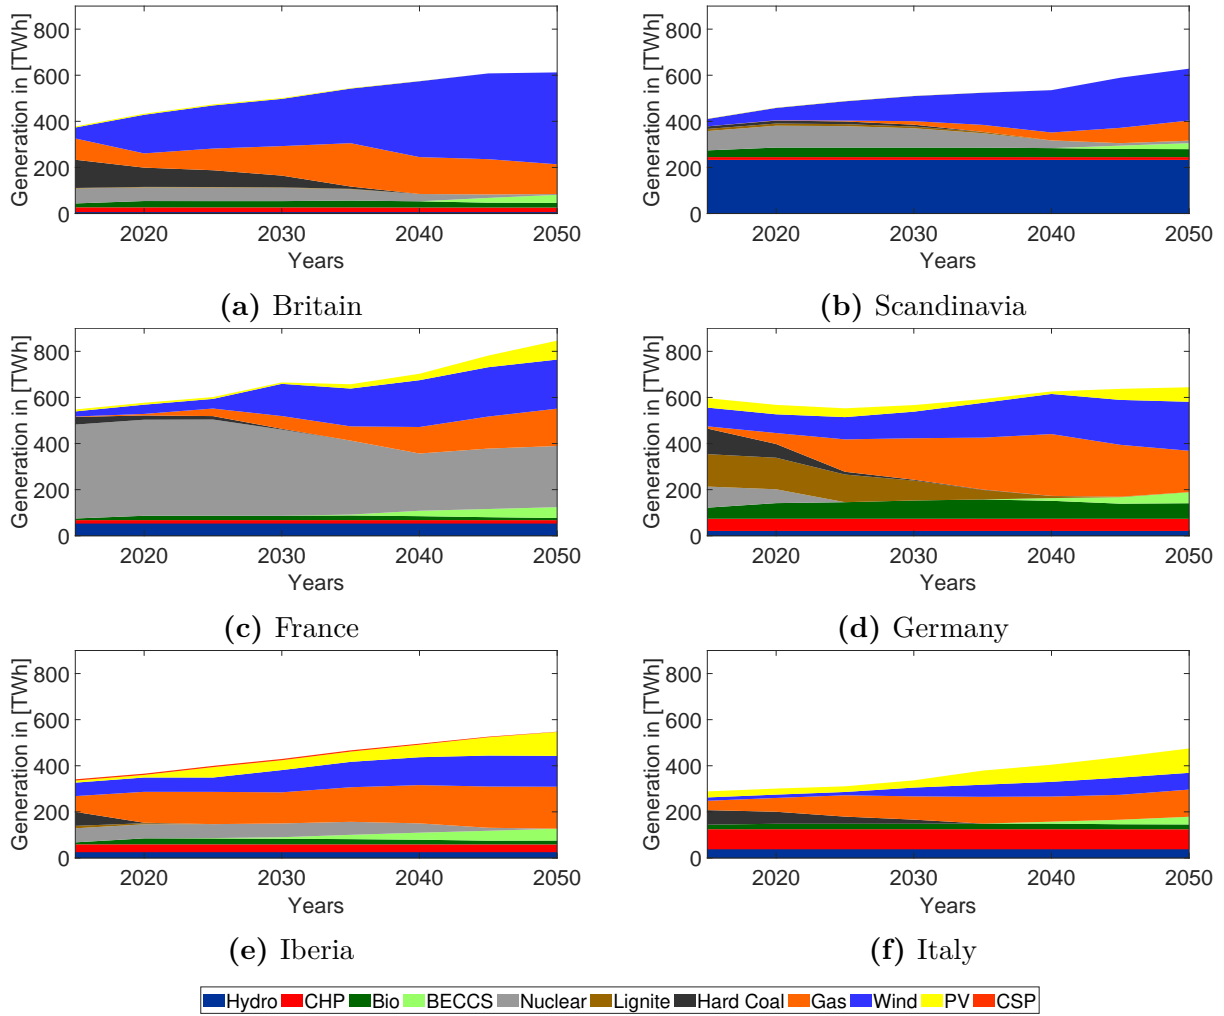 Generation in [TWh]
800
600
400
200
0
2020
2030
2040
2050
Years
(a) Britain
Generation in [TWh]
800
600
400
200
0
2020
2030
2040
2050
Years
(b) Scandinavia
Generation in [TWh]
800
600
400
200
0
2020
2030
2040
2050
Years
(c) France
Generation in [TWh]
800
600
400
200
0
2020
2030
2040
2050
Years
(d) Germany
Generation in [TWh]
800
600
400
200
0
2020
2030
2040
2050
Years
(e) Iberia
Generation in [TWh]
800
600
400
200
0
2020
2030
2040
2050
Years
(f) Italy
Hydro CHP Bio BECCS Nuclear Lignite Hard Coal Gas Wind PV CSP